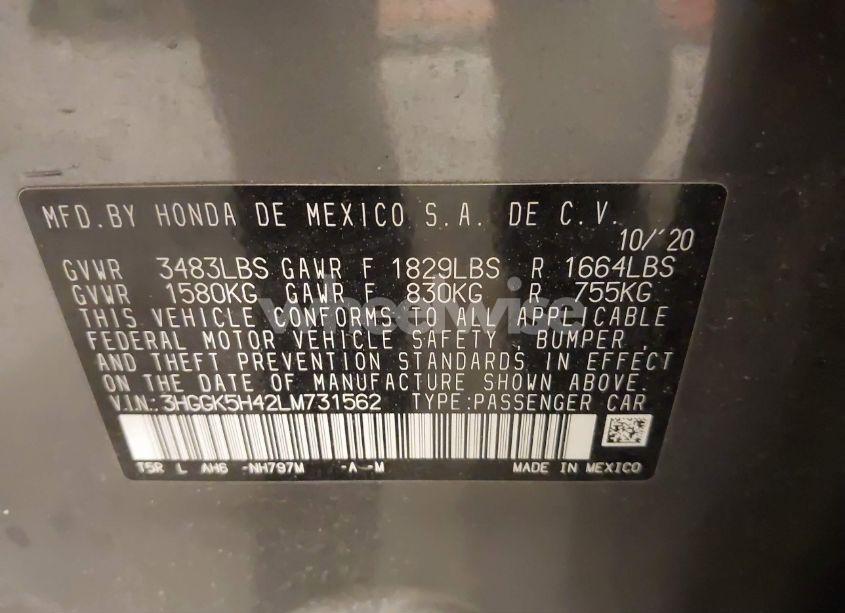 MFD.BY HONDA DE MEXICO S.A. DE C.V.
10/'20
GVWR 3483LBS GAWR F 1829LBS R 1664LBS
GVWR 1580KG GAWR F 830KG R 755KG
THIS VEHICLE CONFORMS TO ALL APPLICABLE
FEDERAL MOTOR VEHICLE SAFETY, BUMPER,
AND THEFT PREVENTION STANDARDS IN EFFECT
ON THE DATE OF MANUFACTURE SHOWN ABOVE.
VIN: 3HGGK5H42LM731562 TYPE:PASSENGER CAR
T5R L AH6 -NH797M -A--M MADE IN MEXICO
wheelwise